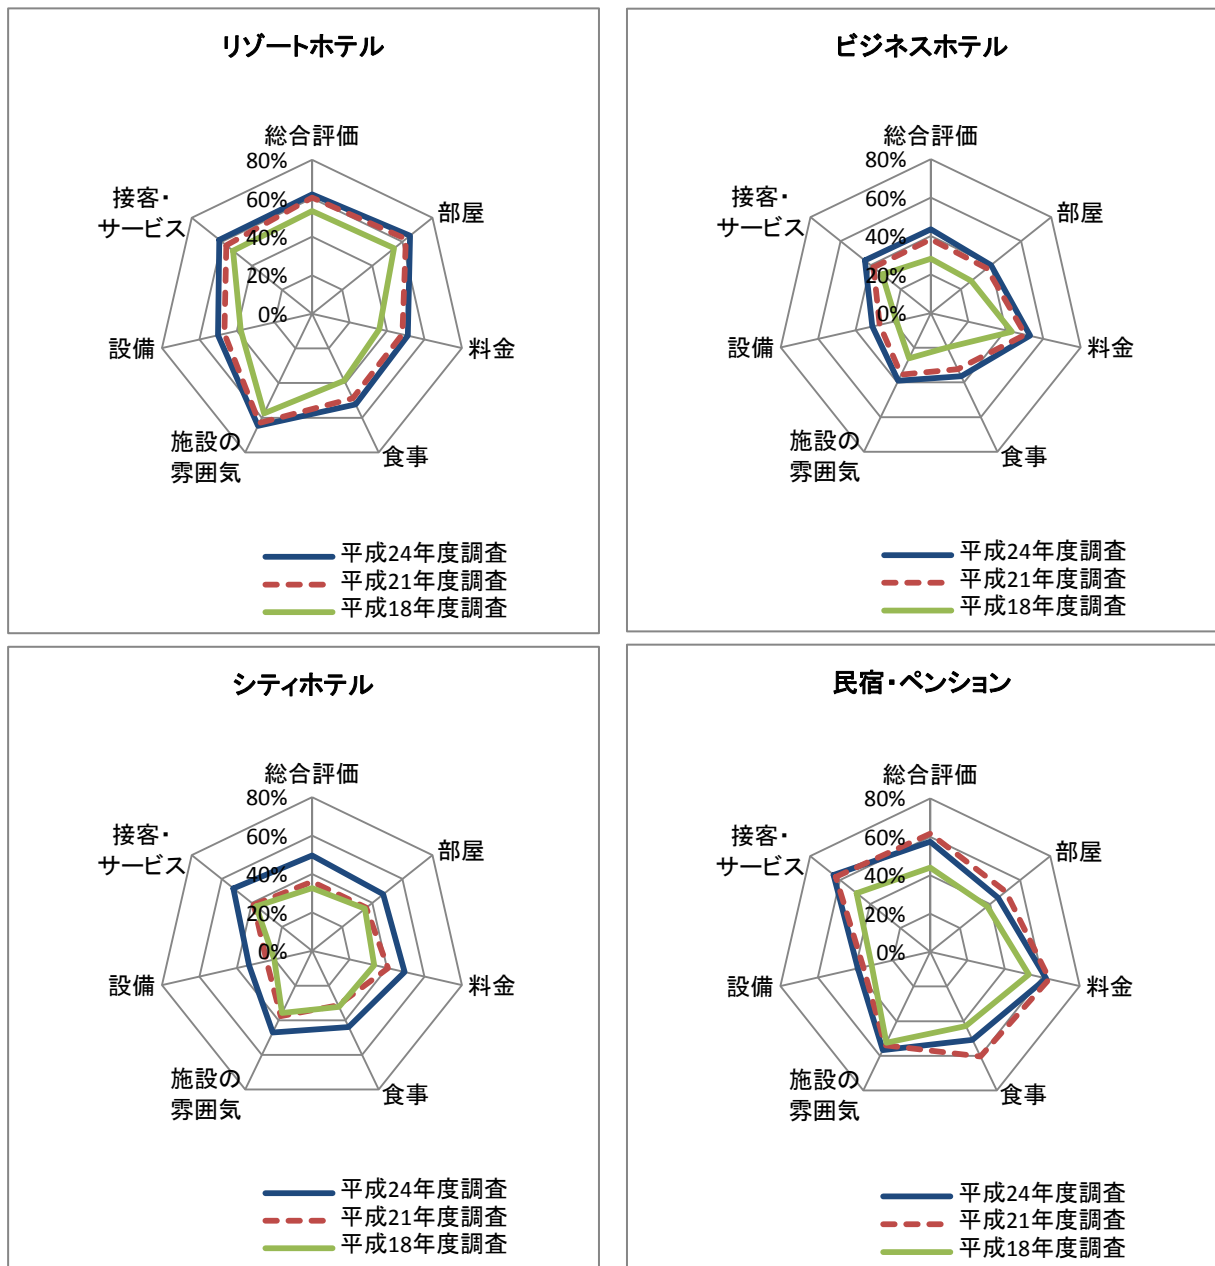 リゾートホテル
総合評価
80%
60%
40%
20%
0%
部屋
料金
食事
施設の
雰囲気
設備
接客・
サービス
平成24年度調査
平成21年度調査
平成18年度調査
ビジネスホテル
総合評価
80%
60%
40%
20%
0%
部屋
料金
食事
施設の
雰囲気
設備
接客・
サービス
平成24年度調査
平成21年度調査
平成18年度調査
シティホテル
総合評価
80%
60%
40%
20%
0%
部屋
料金
食事
施設の
雰囲気
設備
接客・
サービス
平成24年度調査
平成21年度調査
平成18年度調査
民宿・ペンション
総合評価
80%
60%
40%
20%
0%
部屋
料金
食事
施設の
雰囲気
設備
接客・
サービス
平成24年度調査
平成21年度調査
平成18年度調査